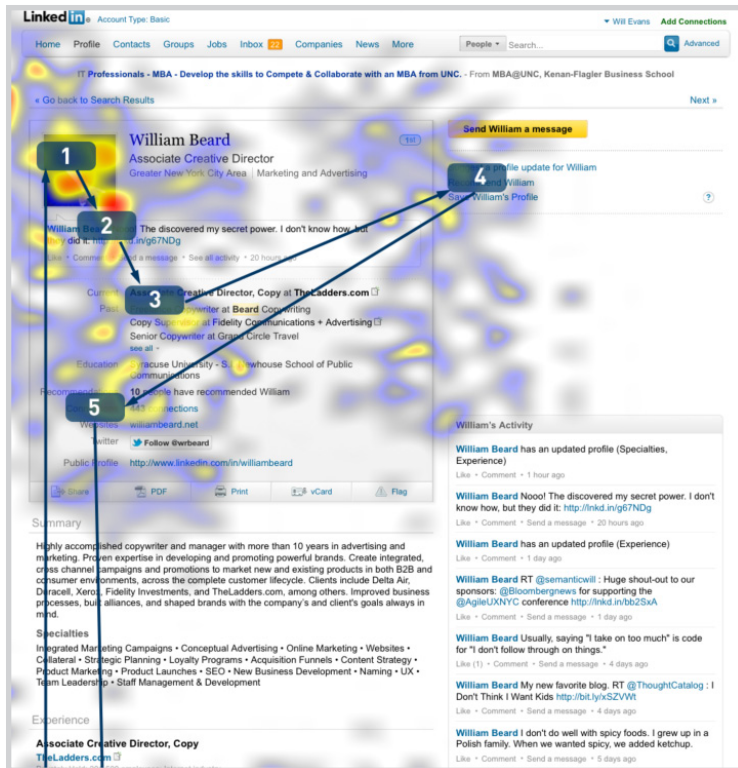 Linked in Account Type: Basic
Will Evans Add Connections
Home Profile Contacts Groups Jobs Inbox 22 Companies News More People Search... Advanced
IT Professionals - MBA - Develop the skills to Compete & Collaborate with an MBA from UNC. - From MBA@UNC, Kenan-Flagler Business School
« Go back to Search Results
Next »
William Beard
Associate Creative Director
Greater New York City Area | Marketing and Advertising
1
2
3
4
5
Send William a message
profile update for William
William
William's Profile
?
William The discovered my secret power. I don't know how, but
they did it: /g67NDg
Like • a message • See all activity • 20 hours ago
Current Creative Director, Copy at TheLadders.com
Past at Beard Copywriting
Copy Supervisor at Fidelity Communications + Advertising
Senior Copywriter at Grand Circle Travel
see all
Education Syracuse University - S.I. Newhouse School of Public
Communications
10 people have recommended William
443 connections
Websites williambeard.net
Twitter Follow @wrbeard
Public Profile http://www.linkedin.com/in/williambeard
Share PDF Print vCard Flag
Summary
Highly accomplished copywriter and manager with more than 10 years in advertising and
marketing. Proven expertise in developing and promoting powerful brands. Create integrated,
cross channel campaigns and promotions to market new and existing products in both B2B and
consumer environments, across the complete customer lifecycle. Clients include Delta Air,
Duracell, Xerox, Fidelity Investments, and TheLadders.com, among others. Improved business
processes, built alliances, and shaped brands with the company's and client's goals always in
mind.
Specialties
Integrated Marketing Campaigns • Conceptual Advertising • Online Marketing • Websites •
Collateral • Strategic Planning • Loyalty Programs • Acquisition Funnels • Content Strategy •
Product Marketing • Product Launches • SEO • New Business Development • Naming • UX •
Team Leadership • Staff Management & Development
Experience
Associate Creative Director, Copy
TheLadders.com
William's Activity
William Beard has an updated profile (Specialties,
Experience)
Like • Comment • 1 hour ago
William Beard Nooo! The discovered my secret power. I don't
know how, but they did it: http://lnkd.in/g67NDg
Like • Comment • Send a message • 20 hours ago
William Beard has an updated profile (Experience)
Like • Comment • 1 day ago
William Beard RT @semanticwill : Huge shout-out to our
sponsors: @Bloombergnews for supporting the
@AgileUXNYC conference http://lnkd.in/bb2SxA
Like • Comment • Send a message • 1 day ago
William Beard Usually, saying "I take on too much" is code
for "I don't follow through on things."
Like (1) • Comment • Send a message • 4 days ago
William Beard My new favorite blog. RT @ThoughtCatalog : I
Don't Think I Want Kids http://bit.ly/xSZVWt
Like • Comment • Send a message • 4 days ago
William Beard I don't do well with spicy foods. I grew up in a
Polish family. When we wanted spicy, we added ketchup.
Like • Comment • Send a message • 5 days ago